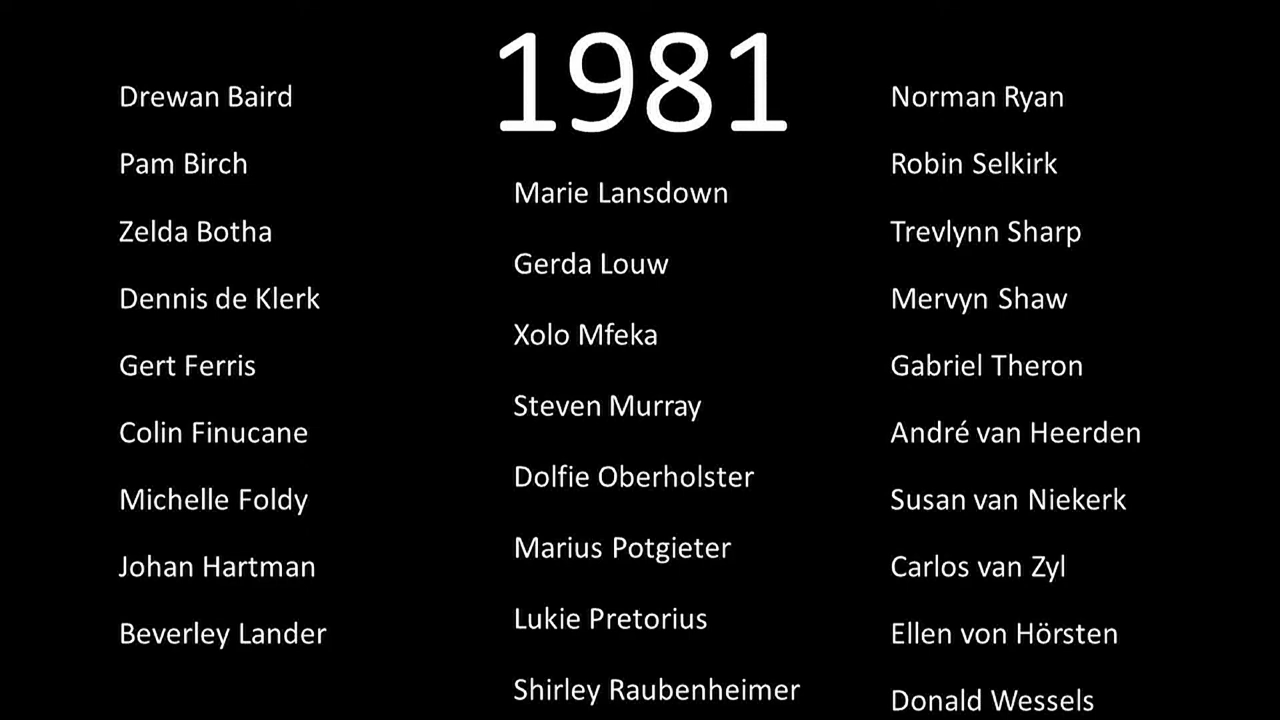 1981
Drewan Baird
Pam Birch
Zelda Botha
Dennis de Klerk
Gert Ferris
Colin Finucane
Michelle Foldy
Johan Hartman
Beverley Lander
Marie Lansdown
Gerda Louw
Xolo Mfeka
Steven Murray
Dolfie Oberholster
Marius Potgieter
Lukie Pretorius
Shirley Raubenheimer
Norman Ryan
Robin Selkirk
Trevlynn Sharp
Mervyn Shaw
Gabriel Theron
André van Heerden
Susan van Niekerk
Carlos van Zyl
Ellen von Hörsten
Donald Wessels